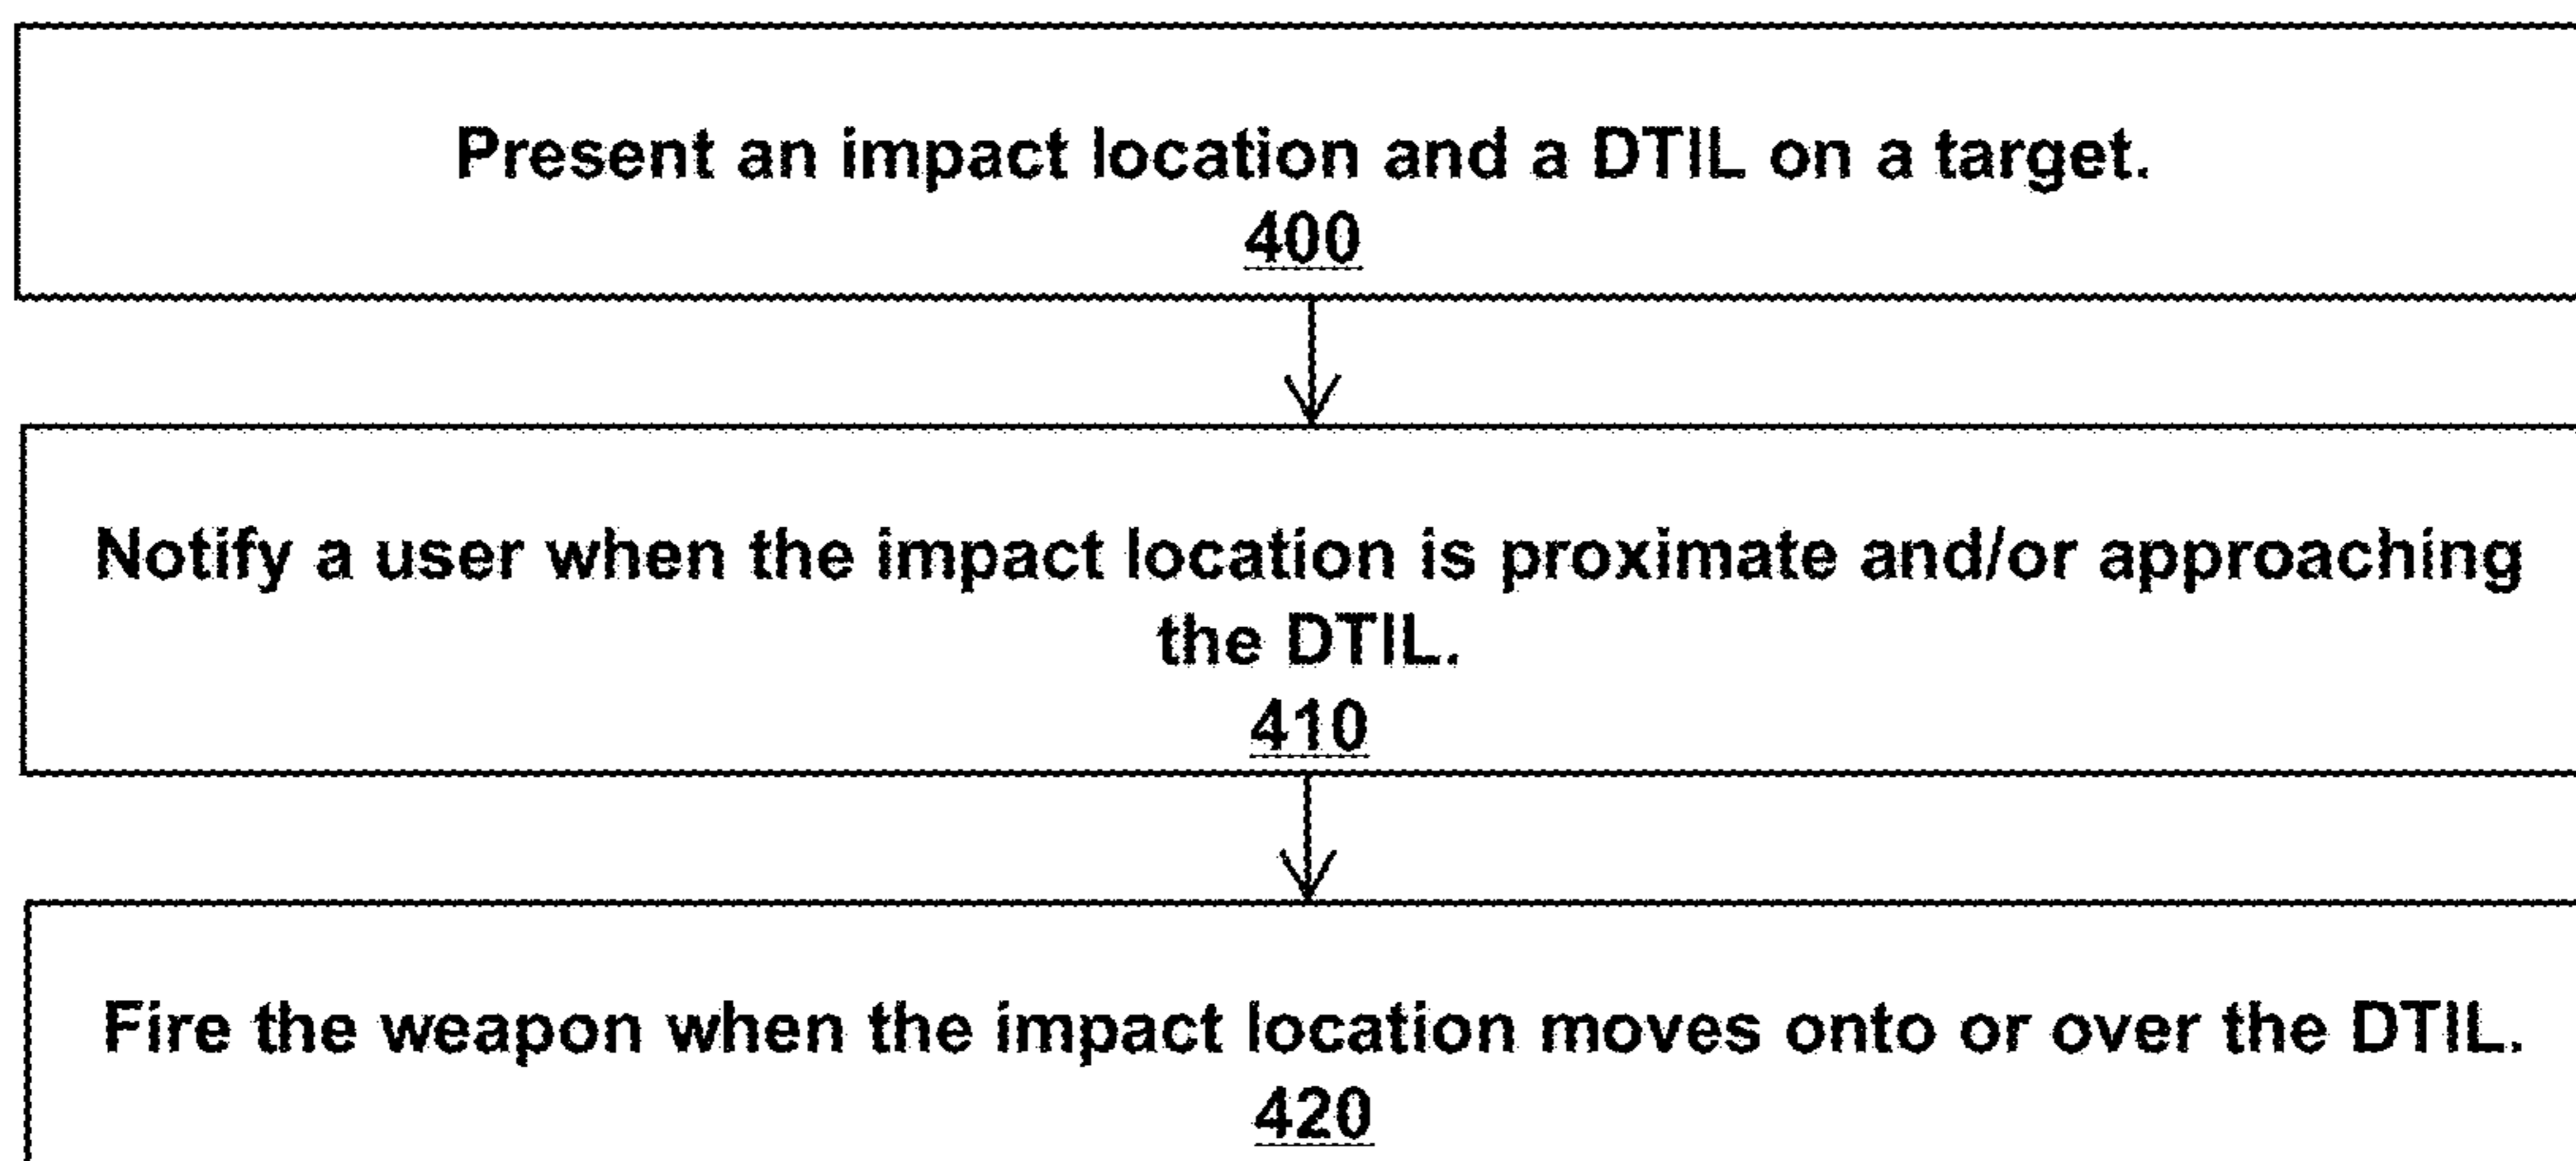 Present an impact location and a DTIL on a target.
400
Notify a user when the impact location is proximate and/or approaching
the DTIL.
410
Fire the weapon when the impact location moves onto or over the DTIL.
420